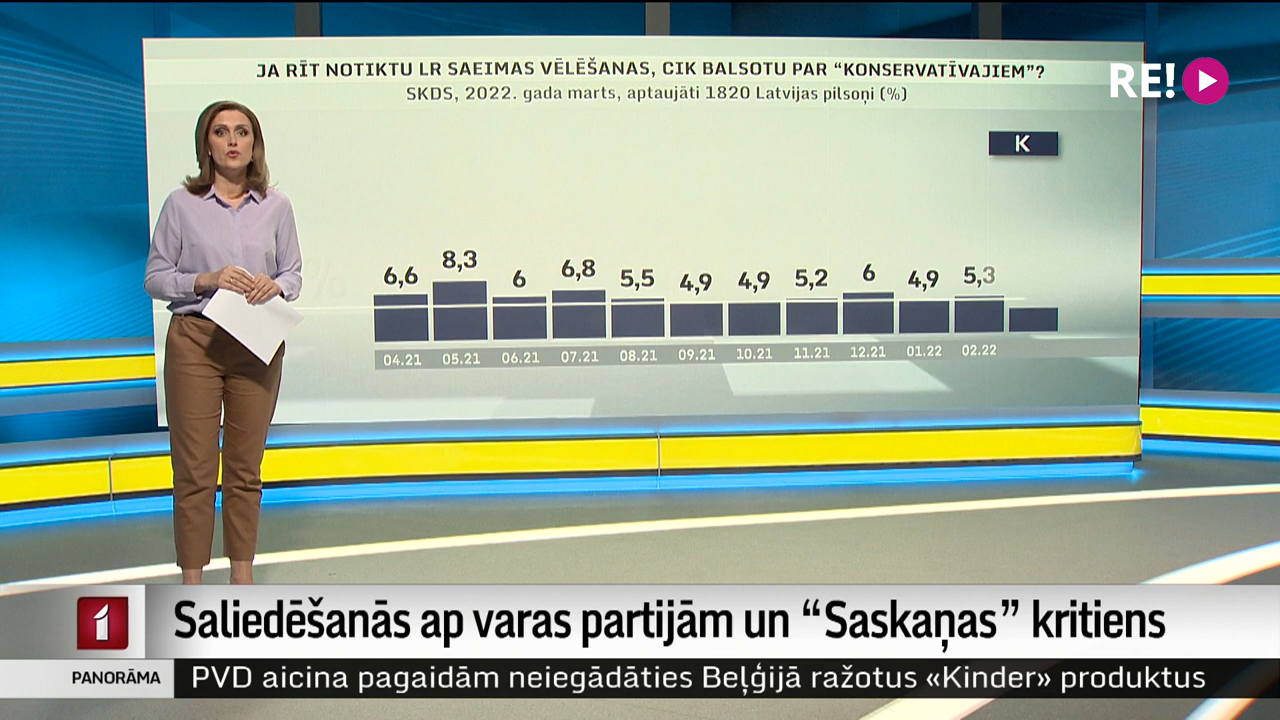 JA RĪT NOTIKTU LR SAEIMAS VĒLĒŠANAS, CIK BALSOTU PAR “KONSERVATĪVAJIEM”?
SKDS, 2022. gada marts, aptaujāti 1820 Latvijas pilsoņi (%)
RE!
K
6,6 8,3 6 6,8 5,5 4,9 4,9 5,2 6 4,9 5,3
04.21 05.21 06.21 07.21 08.21 09.21 10.21 11.21 12.21 01.22 02.22
%
1
Saliedēšanās ap varas partijām un “Saskaņas” kritiens
PANORĀMA
PVD aicina pagaidām neiegādāties Beļģijā ražotus «Kinder» produktus